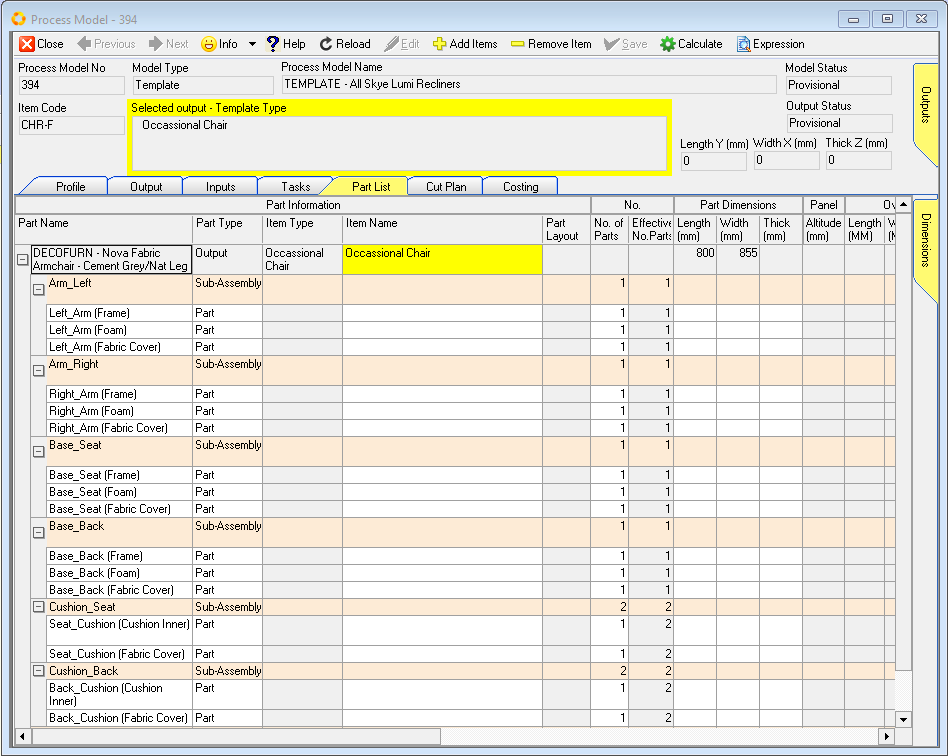 Process Model - 394
Close Previous Next Info Help Reload Edit Add Items Remove Item Save Calculate Expression
Process Model No Model Type Process Model Name Model Status
394 Template TEMPLATE - All Skye Lumi Recliners Provisional
Item Code Selected output - Template Type Output Status
CHR-F Occassional Chair Provisional
Length Y (mm) Width X (mm) Thick Z (mm)
0 0 0
Outputs
Dimensions
Profile Output Inputs Tasks Part List Cut Plan Costing
Part Information No. Part Dimensions Panel Ov
Part Name Part Type Item Type Item Name Part Layout No. of Parts Effective No.Parts Length (mm) Width (mm) Thick (mm) Altitude (mm) Length (MM)
DECOFURN - Nova Fabric Output Occassional Occassional Chair 800 855
Armchair - Cement Grey/Nat Leg Chair
Arm_Left Sub-Assembly 1 1
Left_Arm (Frame) Part 1 1
Left_Arm (Foam) Part 1 1
Left_Arm (Fabric Cover) Part 1 1
Arm_Right Sub-Assembly 1 1
Right_Arm (Frame) Part 1 1
Right_Arm (Foam) Part 1 1
Right_Arm (Fabric Cover) Part 1 1
Base_Seat Sub-Assembly 1 1
Base_Seat (Frame) Part 1 1
Base_Seat (Foam) Part 1 1
Base_Seat (Fabric Cover) Part 1 1
Base_Back Sub-Assembly 1 1
Base_Back (Frame) Part 1 1
Base_Back (Foam) Part 1 1
Base_Back (Fabric Cover) Part 1 1
Cushion_Seat Sub-Assembly 2 2
Seat_Cushion (Cushion Inner) Part 1 2
Seat_Cushion (Fabric Cover) Part 1 2
Cushion_Back Sub-Assembly 2 2
Back_Cushion (Cushion Part 1 2
Inner)
Back_Cushion (Fabric Cover) Part 1 2